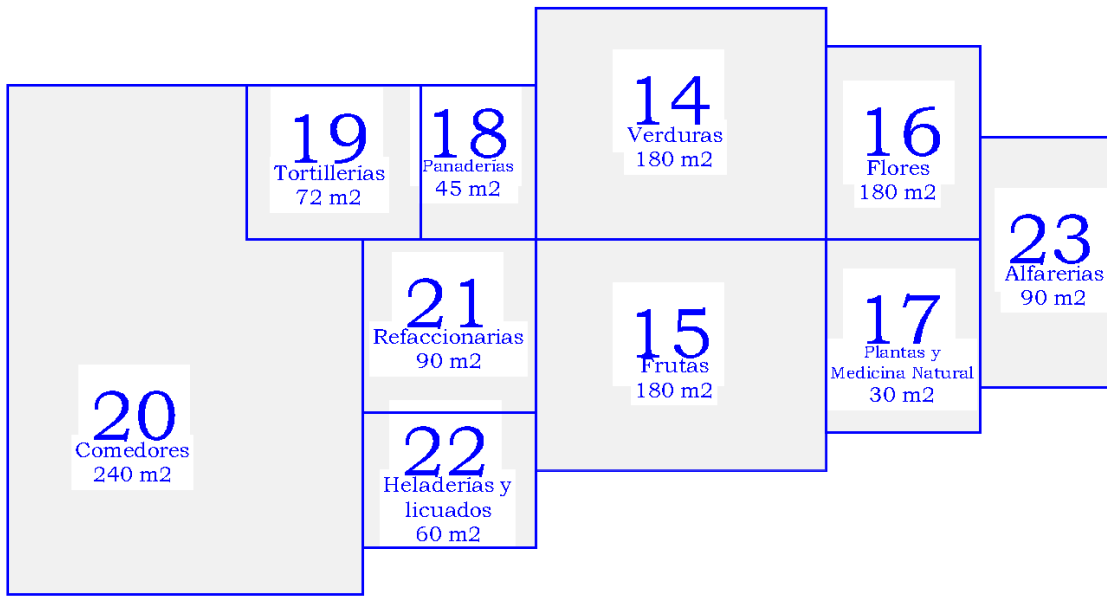 14
Verduras
180 m2
16
Flores
180 m2
19
Tortillerías
72 m2
18
Panaderías
45 m2
23
Alfarerias
90 m2
21
Refaccionarias
90 m2
15
Frutas
180 m2
17
Plantas y
Medicina Natural
30 m2
20
Comedores
240 m2
22
Heladerías y
licuados
60 m2